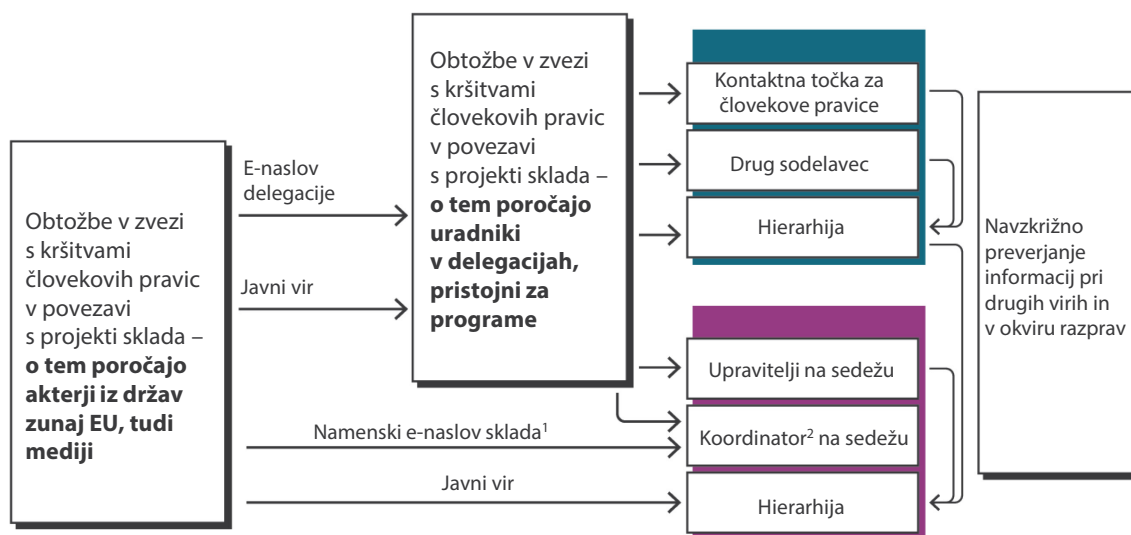 Obtožbe v zvezi
s kršitvami
človekovih pravic
v povezavi
s projekti sklada –
o tem poročajo
akterji iz držav
zunaj EU, tudi
mediji
E-naslov
delegacije
Javni vir
Obtožbe v zvezi
s kršitvami
človekovih pravic
v povezavi
s projekti sklada –
o tem poročajo
uradniki
v delegacijah,
pristojni za
programe
Namenski e-naslov sklada¹
Javni vir
Kontaktna točka za
človekove pravice
Drug sodelavec
Hierarhija
Upravitelji na sedežu
Koordinator² na sedežu
Hierarhija
Navzkrižno
preverjanje
informacij pri
drugih virih in
v okviru razprav